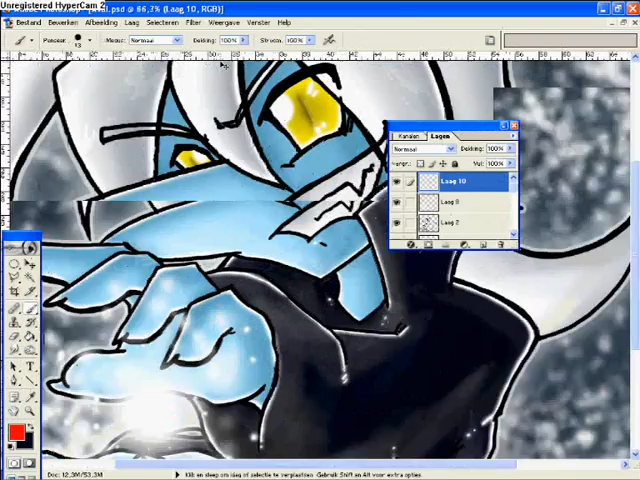 Unregistered HyperCam 2
.psd @ 66,7% (Laag 10, RGB)
Bestand Bewerken Afbeelding Laag Selecteren Filter Weergave Venster Help
Penseel: 13 Modus: Normaal Dekking: 100% Stroom: 100%
Kanalen Lagen
Normaal Dekking: 100%
Vul: 100%
Laag 10
Laag 9
Laag 2
Doc: 12,3M/53,3M Klik en sleep om laag of selectie te verplaatsen. Gebruik Shift en Alt voor extra opties.